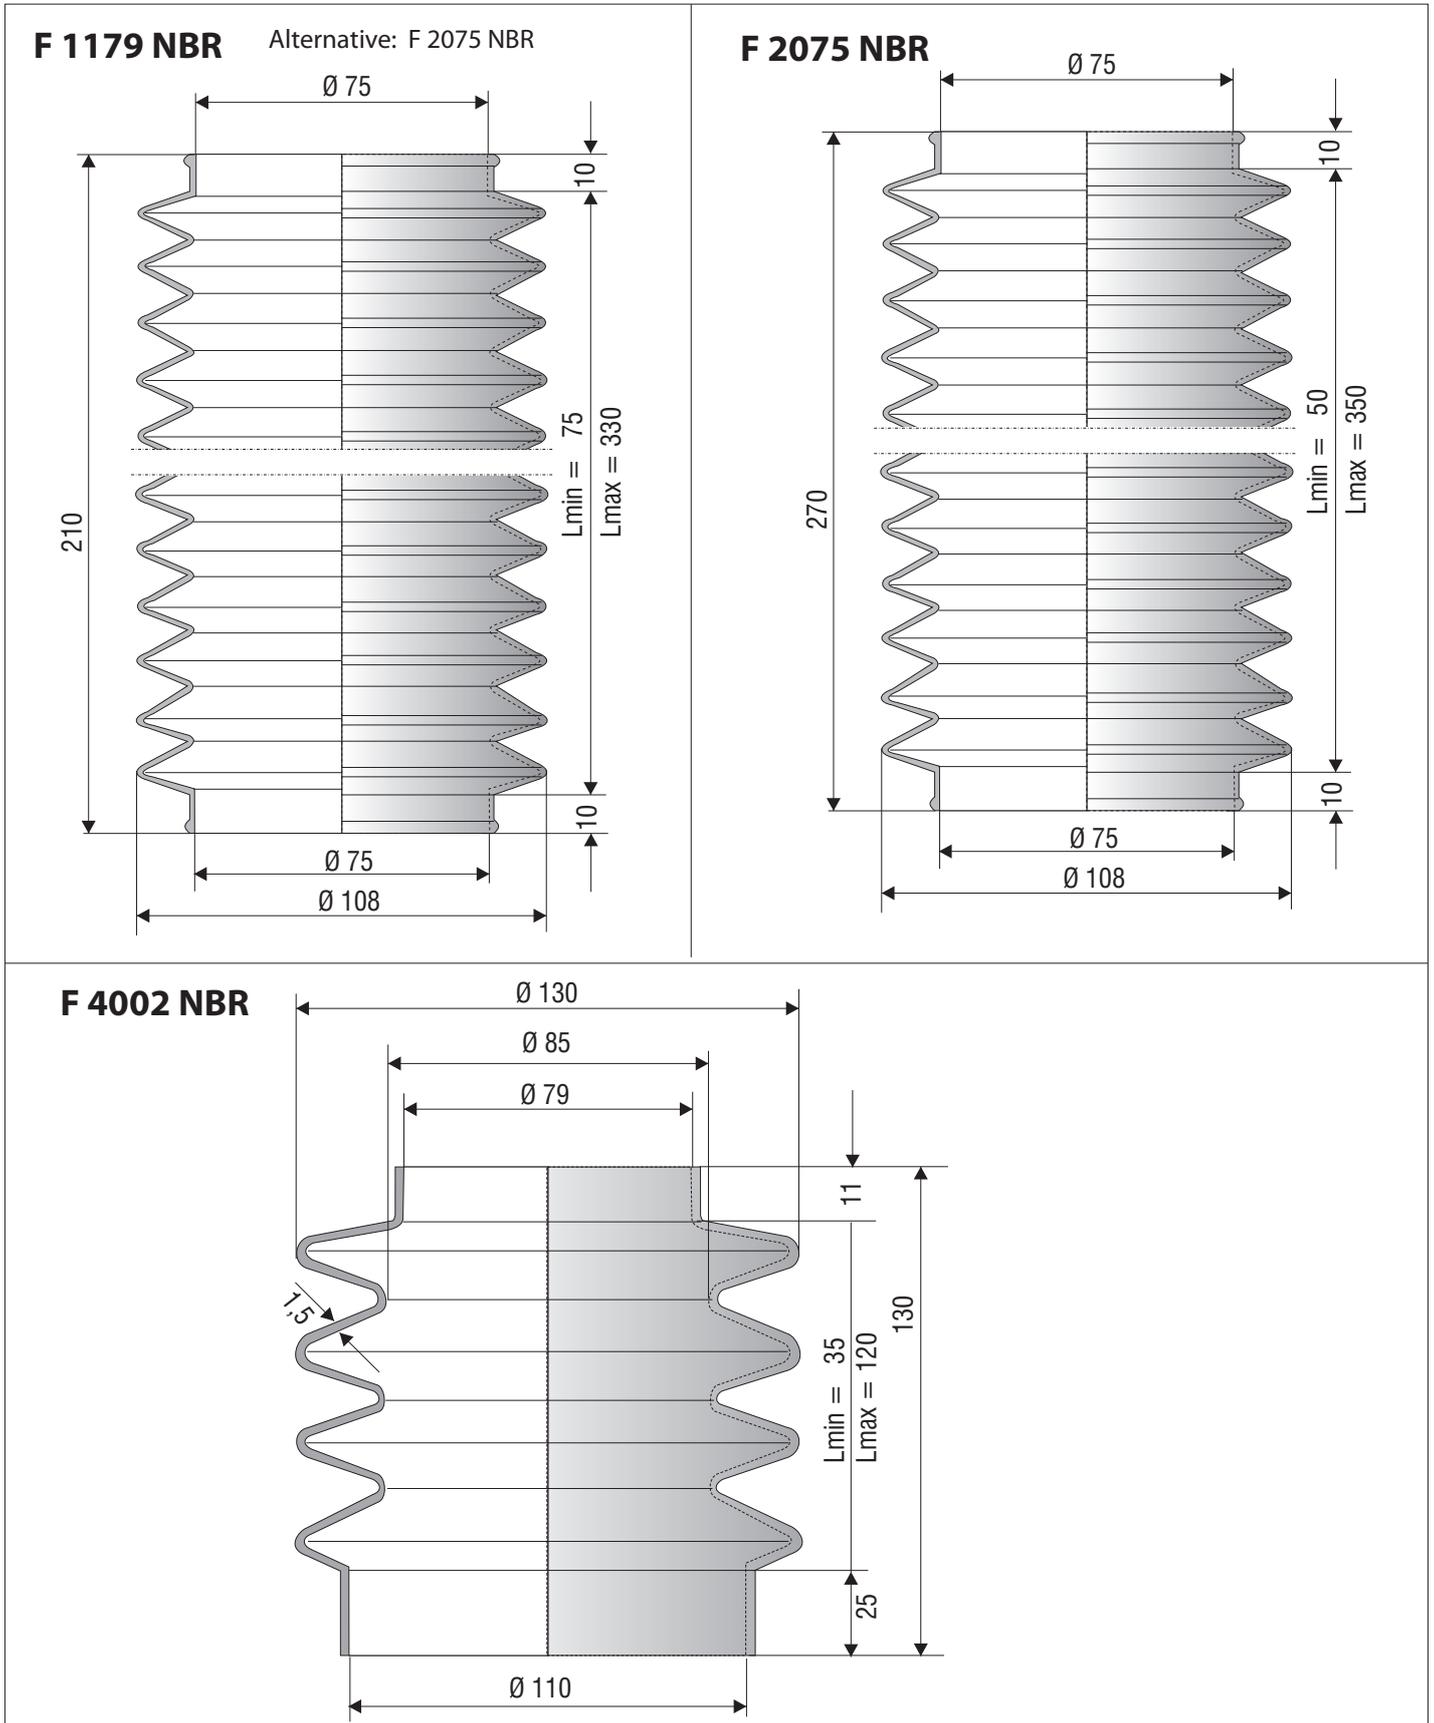 F 1179 NBR
Alternative: F 2075 NBR
Ø 75
10
210
Lmin = 75
Lmax = 330
10
Ø 75
Ø 108
F 2075 NBR
Ø 75
10
270
Lmin = 50
Lmax = 350
10
Ø 75
Ø 108
F 4002 NBR
Ø 130
Ø 85
Ø 79
11
1,5
130
Lmin = 35
Lmax = 120
25
Ø 110